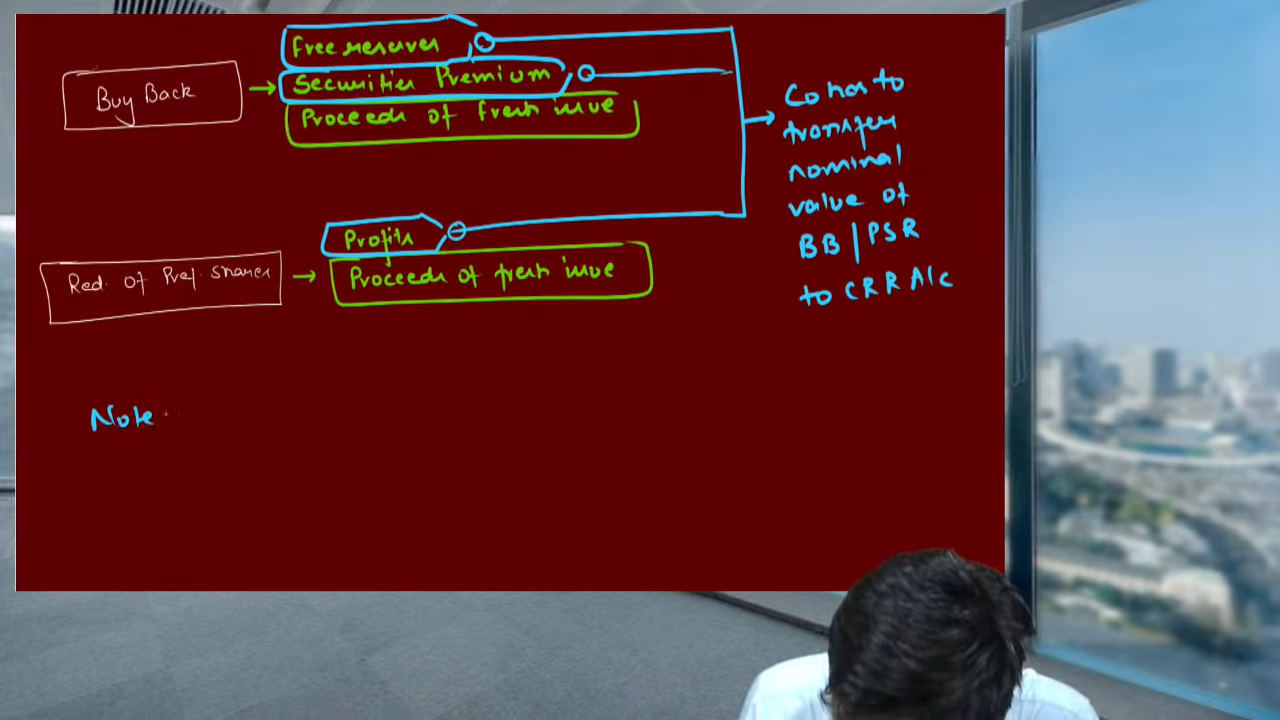 Free reserves
Buy Back → Securities Premium
Proceeds of fresh issue
Profits
Red. of Pref. shares → Proceeds of fresh issue
→ Co has to
transfer
nominal
value of
BB | PSR
to CRR A/c
Note